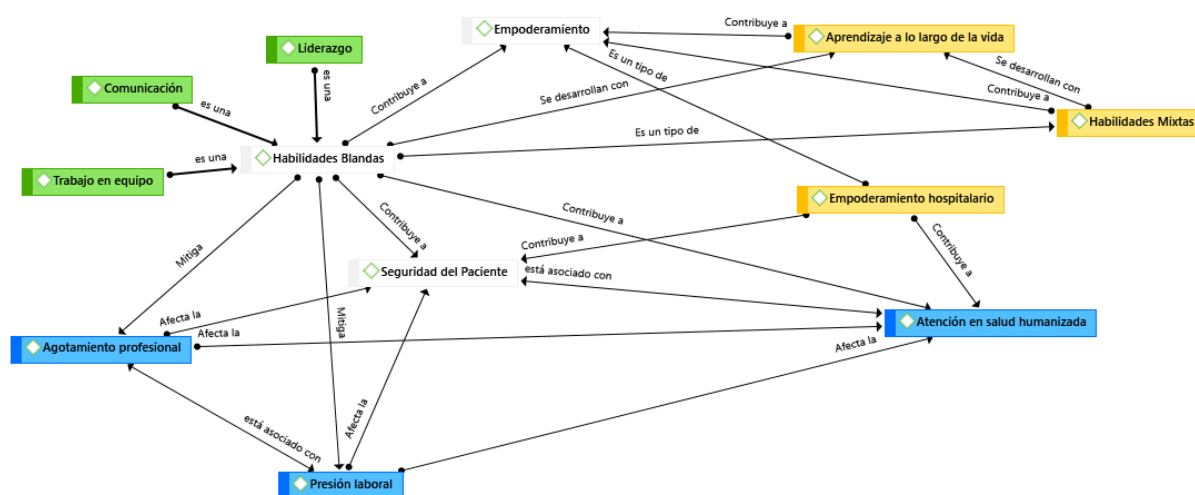 Contribuye a
Empoderamiento
Aprendizaje a lo largo de la vida
Liderazgo
Es un tipo de
Se desarrollan con
Comunicación
es una
Contribuye a
Se desarrollan con
Contribuye a
es una
Habilidades Mixtas
Es un tipo de
es una
Habilidades Blandas
Trabajo en equipo
Empoderamiento hospitalario
Contribuye a
Contribuye a
Contribuye a
Contribuye a
Mitiga
Seguridad del Paciente
está asociado con
Afecta la
Mitiga
Atención en salud humanizada
Afecta la
Agotamiento profesional
Afecta la
Afecta la
está asociado con
Presión laboral